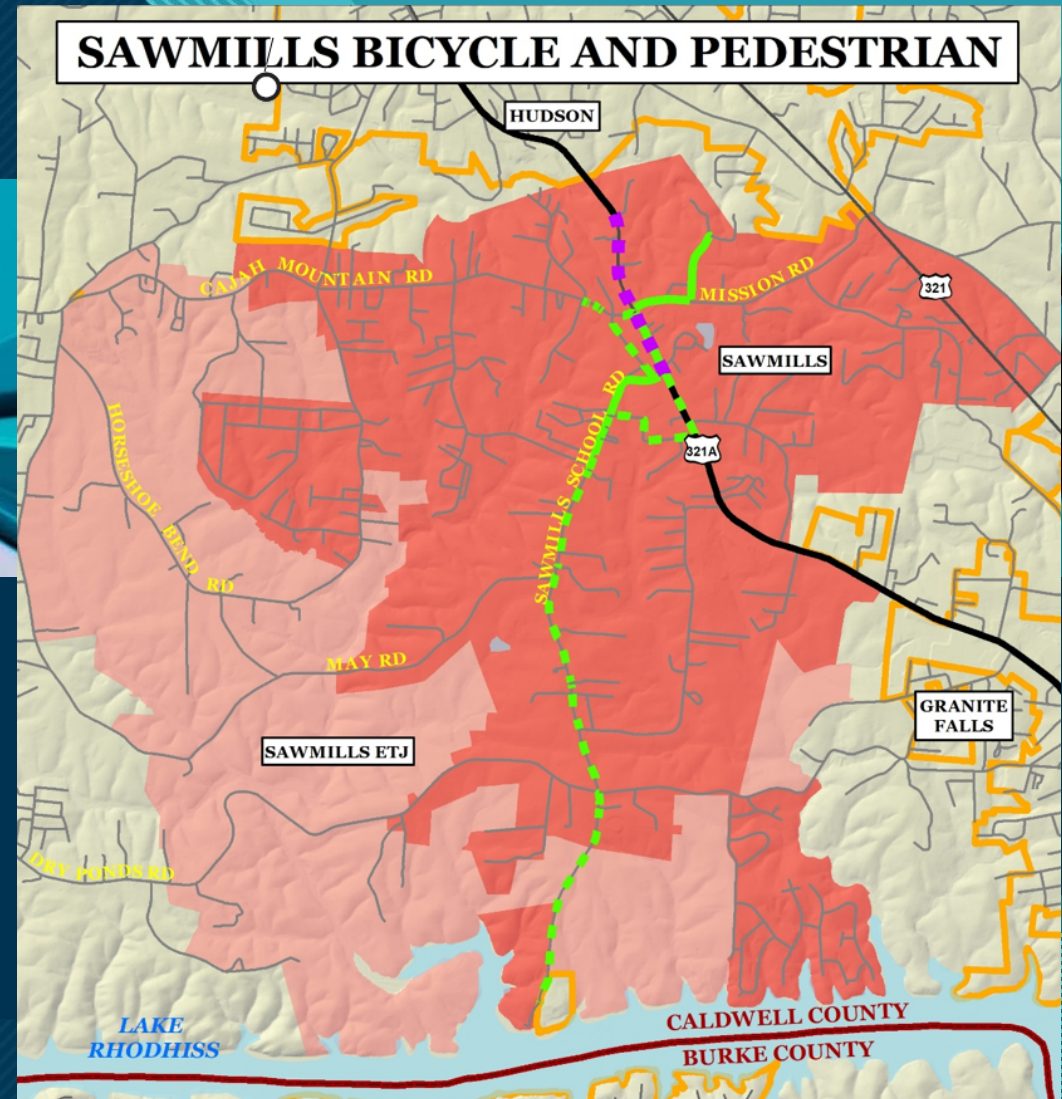 SAWMILLS BICYCLE AND PEDESTRIAN
HUDSON
CAJAH MOUNTAIN RD
MISSION RD
321
SAWMILLS
HORSESHOE BEND RD
SAWMILLS SCHOOL RD
321A
MAY RD
GRANITE
FALLS
SAWMILLS ETJ
DRY PONDS RD
LAKE
RHODHISS
CALDWELL COUNTY
BURKE COUNTY